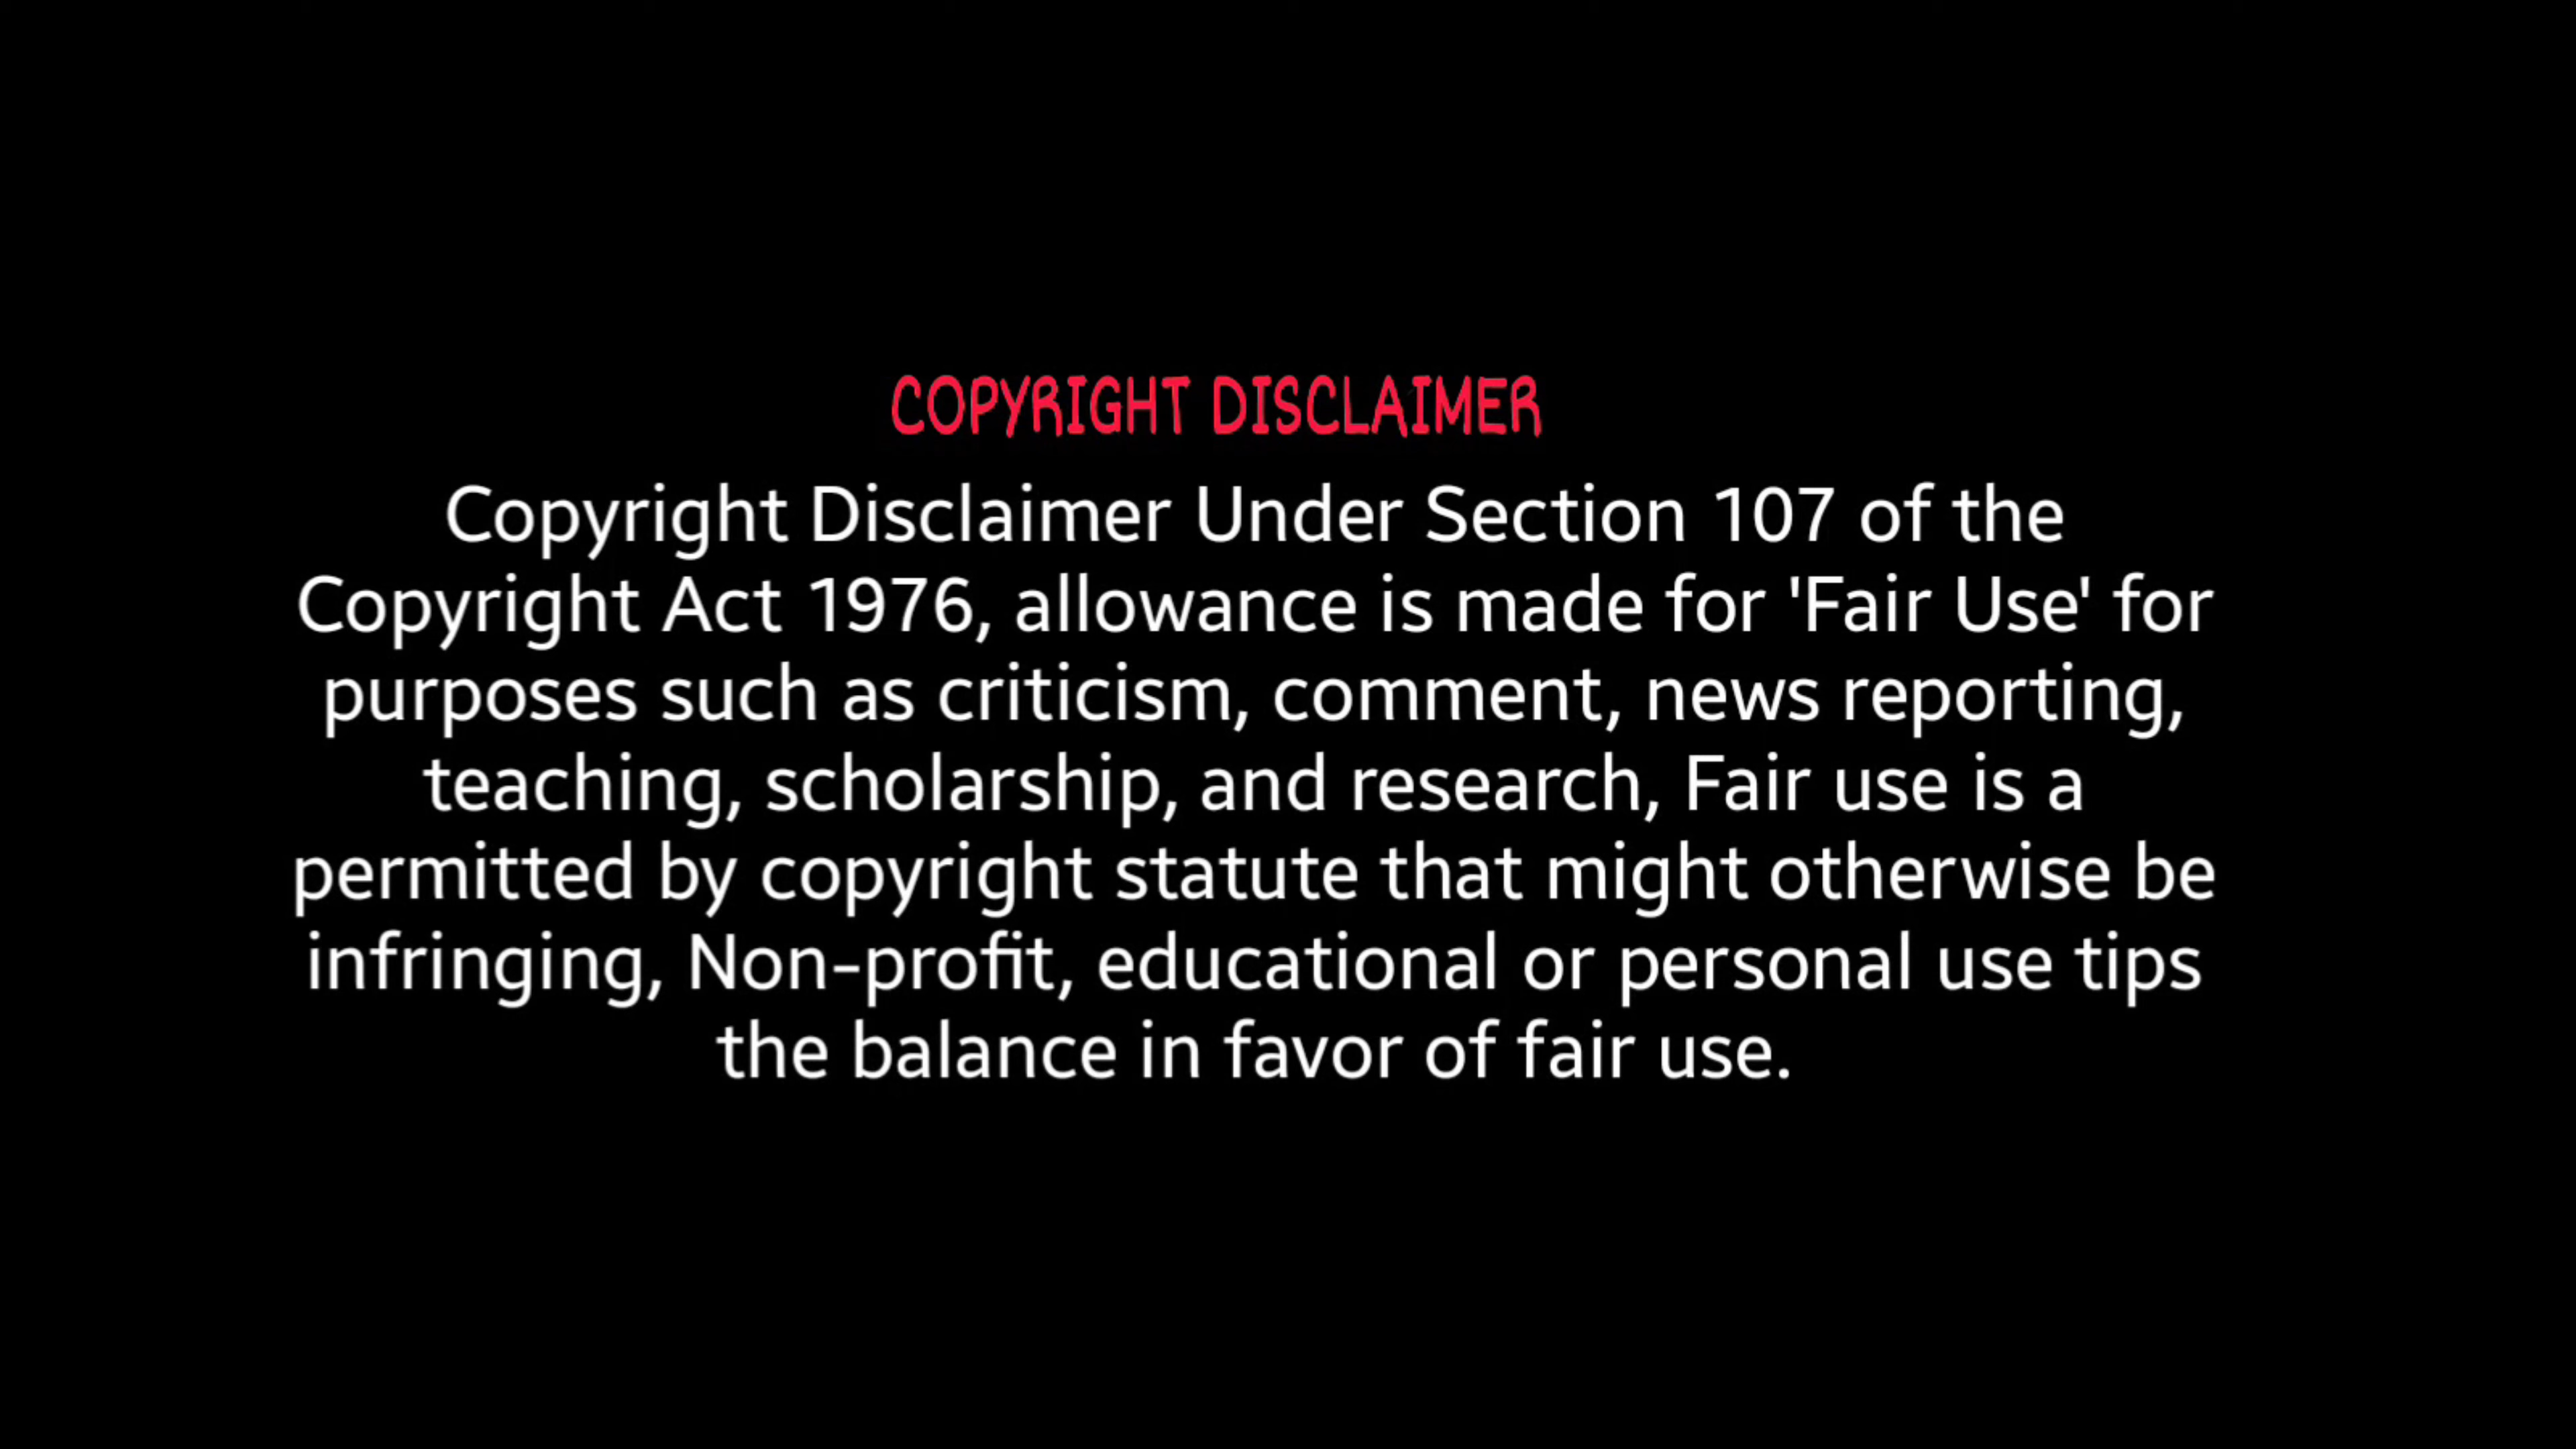 COPYRIGHT DISCLAIMER
Copyright Disclaimer Under Section 107 of the
Copyright Act 1976, allowance is made for 'Fair Use' for
purposes such as criticism, comment, news reporting,
teaching, scholarship, and research, Fair use is a
permitted by copyright statute that might otherwise be
infringing, Non-profit, educational or personal use tips
the balance in favor of fair use.